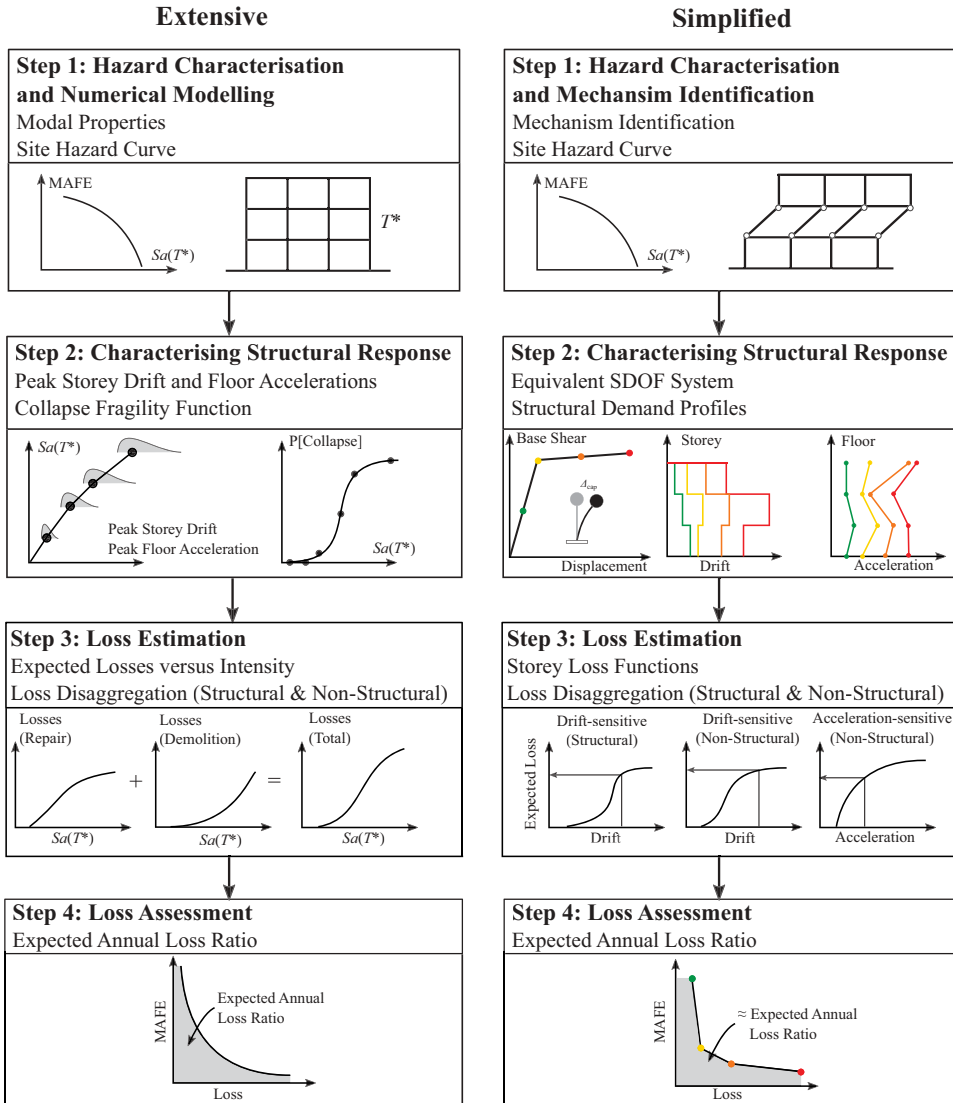 Extensive
Step 1: Hazard Characterisation
and Numerical Modelling
Modal Properties
Site Hazard Curve
MAFE
Sa(T*)
T*
Step 2: Characterising Structural Response
Peak Storey Drift and Floor Accelerations
Collapse Fragility Function
Sa(T*)
Peak Storey Drift
Peak Floor Acceleration
P[Collapse]
Sa(T*)
Step 3: Loss Estimation
Expected Losses versus Intensity
Loss Disaggregation (Structural & Non-Structural)
Losses
(Repair)
Sa(T*)
+
Losses
(Demolition)
Sa(T*)
=
Losses
(Total)
Sa(T*)
Step 4: Loss Assessment
Expected Annual Loss Ratio
MAFE
Expected Annual
Loss Ratio
Loss
Simplified
Step 1: Hazard Characterisation
and Mechansim Identification
Mechanism Identification
Site Hazard Curve
MAFE
Sa(T*)
Step 2: Characterising Structural Response
Equivalent SDOF System
Structural Demand Profiles
Base Shear
Δcap
Displacement
Storey
Drift
Floor
Acceleration
Step 3: Loss Estimation
Storey Loss Functions
Loss Disaggregation (Structural & Non-Structural)
Expected Loss
Drift-sensitive
(Structural)
Drift
Drift-sensitive
(Non-Structural)
Drift
Acceleration-sensitive
(Non-Structural)
Acceleration
Step 4: Loss Assessment
Expected Annual Loss Ratio
MAFE
≈ Expected Annual
Loss Ratio
Loss